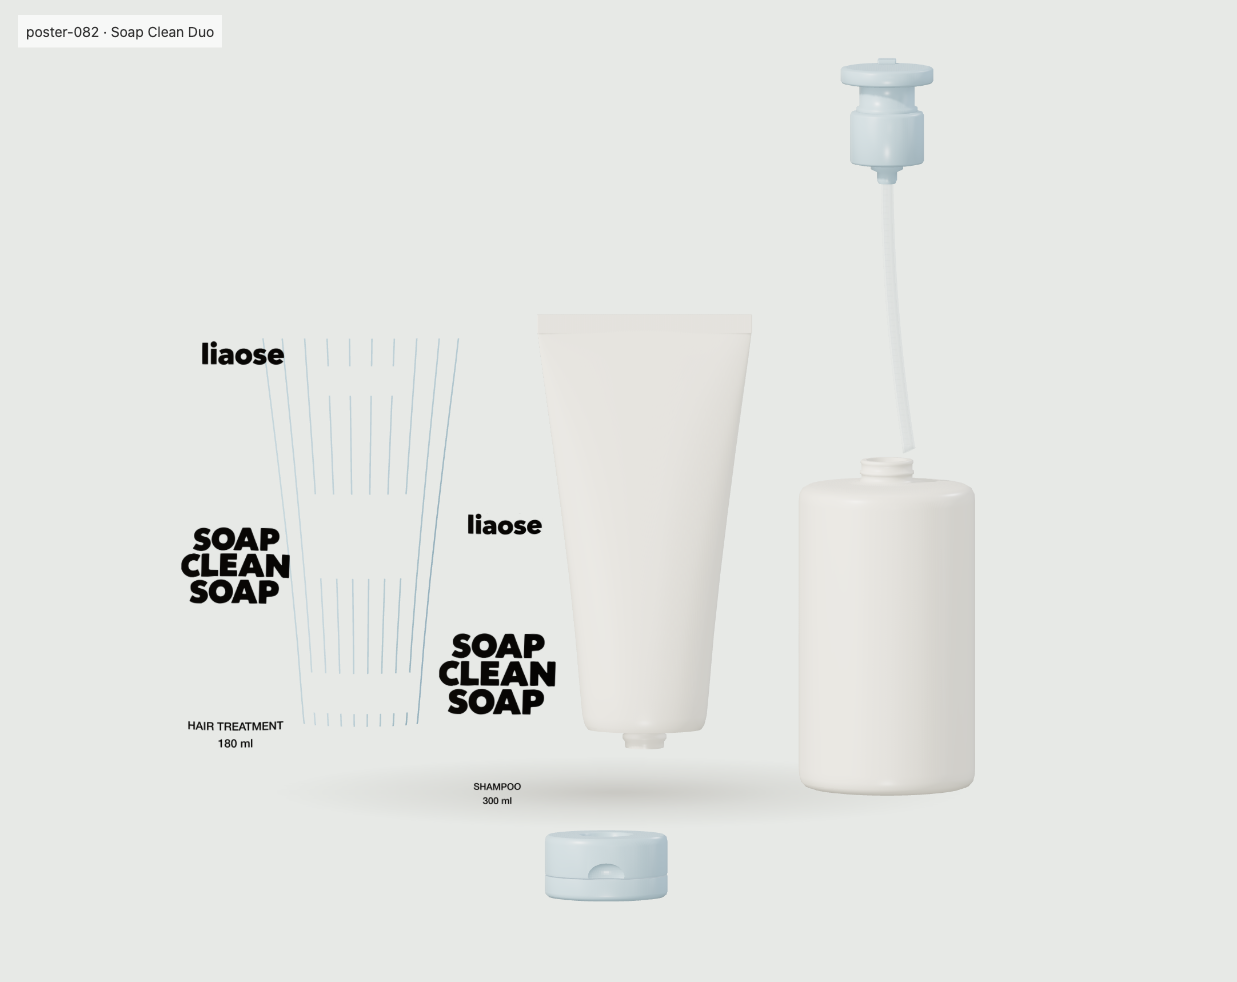 poster-082 · Soap Clean Duo
liaose
SOAP
CLEAN
SOAP
HAIR TREATMENT
180 ml
liaose
SOAP
CLEAN
SOAP
SHAMPOO
300 ml